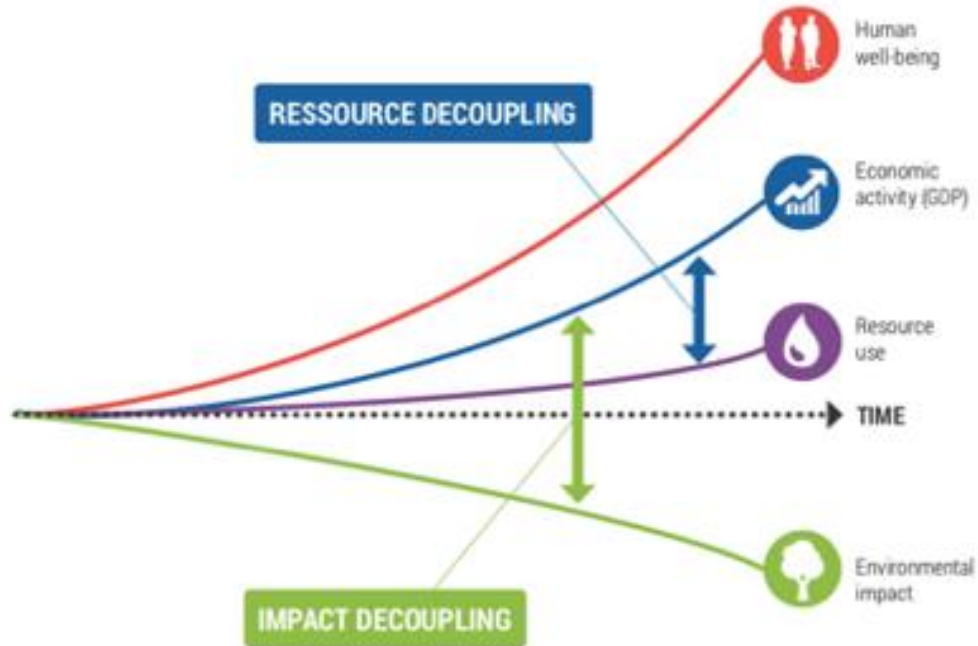 Human
well-being
RESSOURCE DECOUPLING
Economic
activity (GDP)
Resource
use
TIME
Environmental
impact
IMPACT DECOUPLING